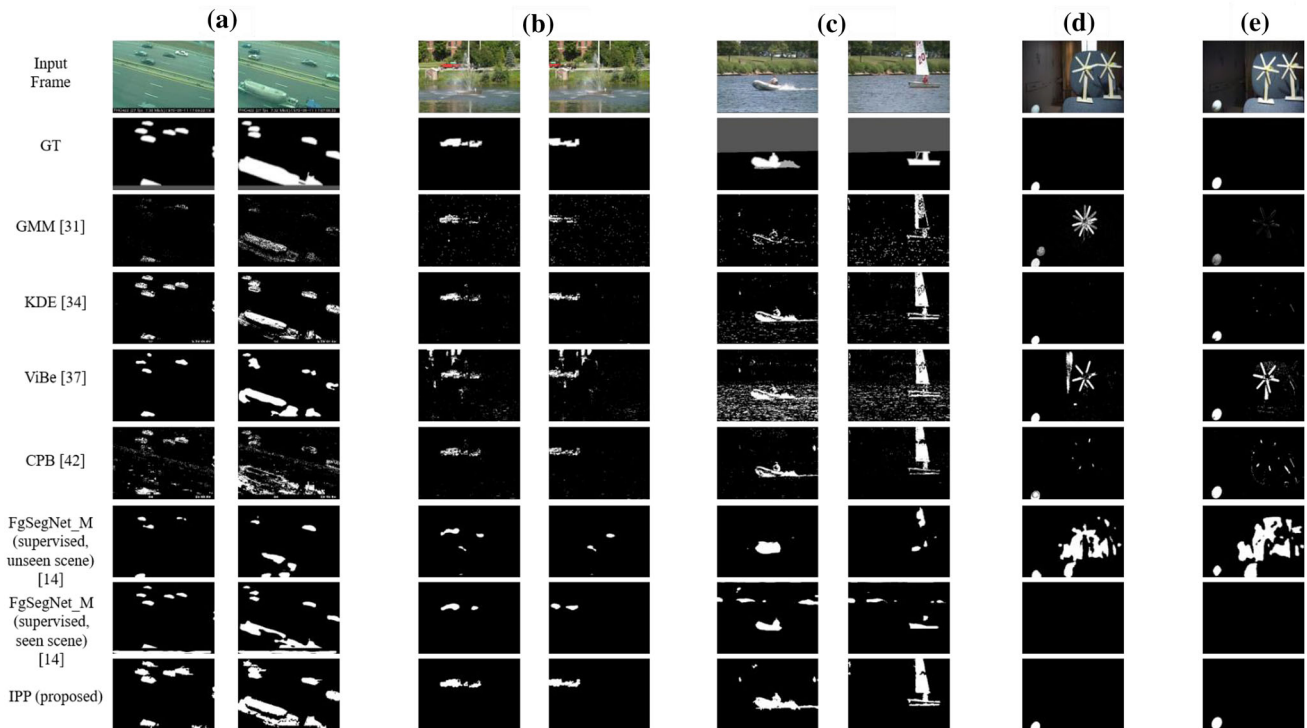 (a) (b) (c) (d) (e)
Input
Frame
GT
GMM [31]
KDE [34]
ViBe [37]
CPB [42]
FgSegNet_M
(supervised,
unseen scene)
[14]
FgSegNet_M
(supervised,
seen scene)
[14]
IPP (proposed)